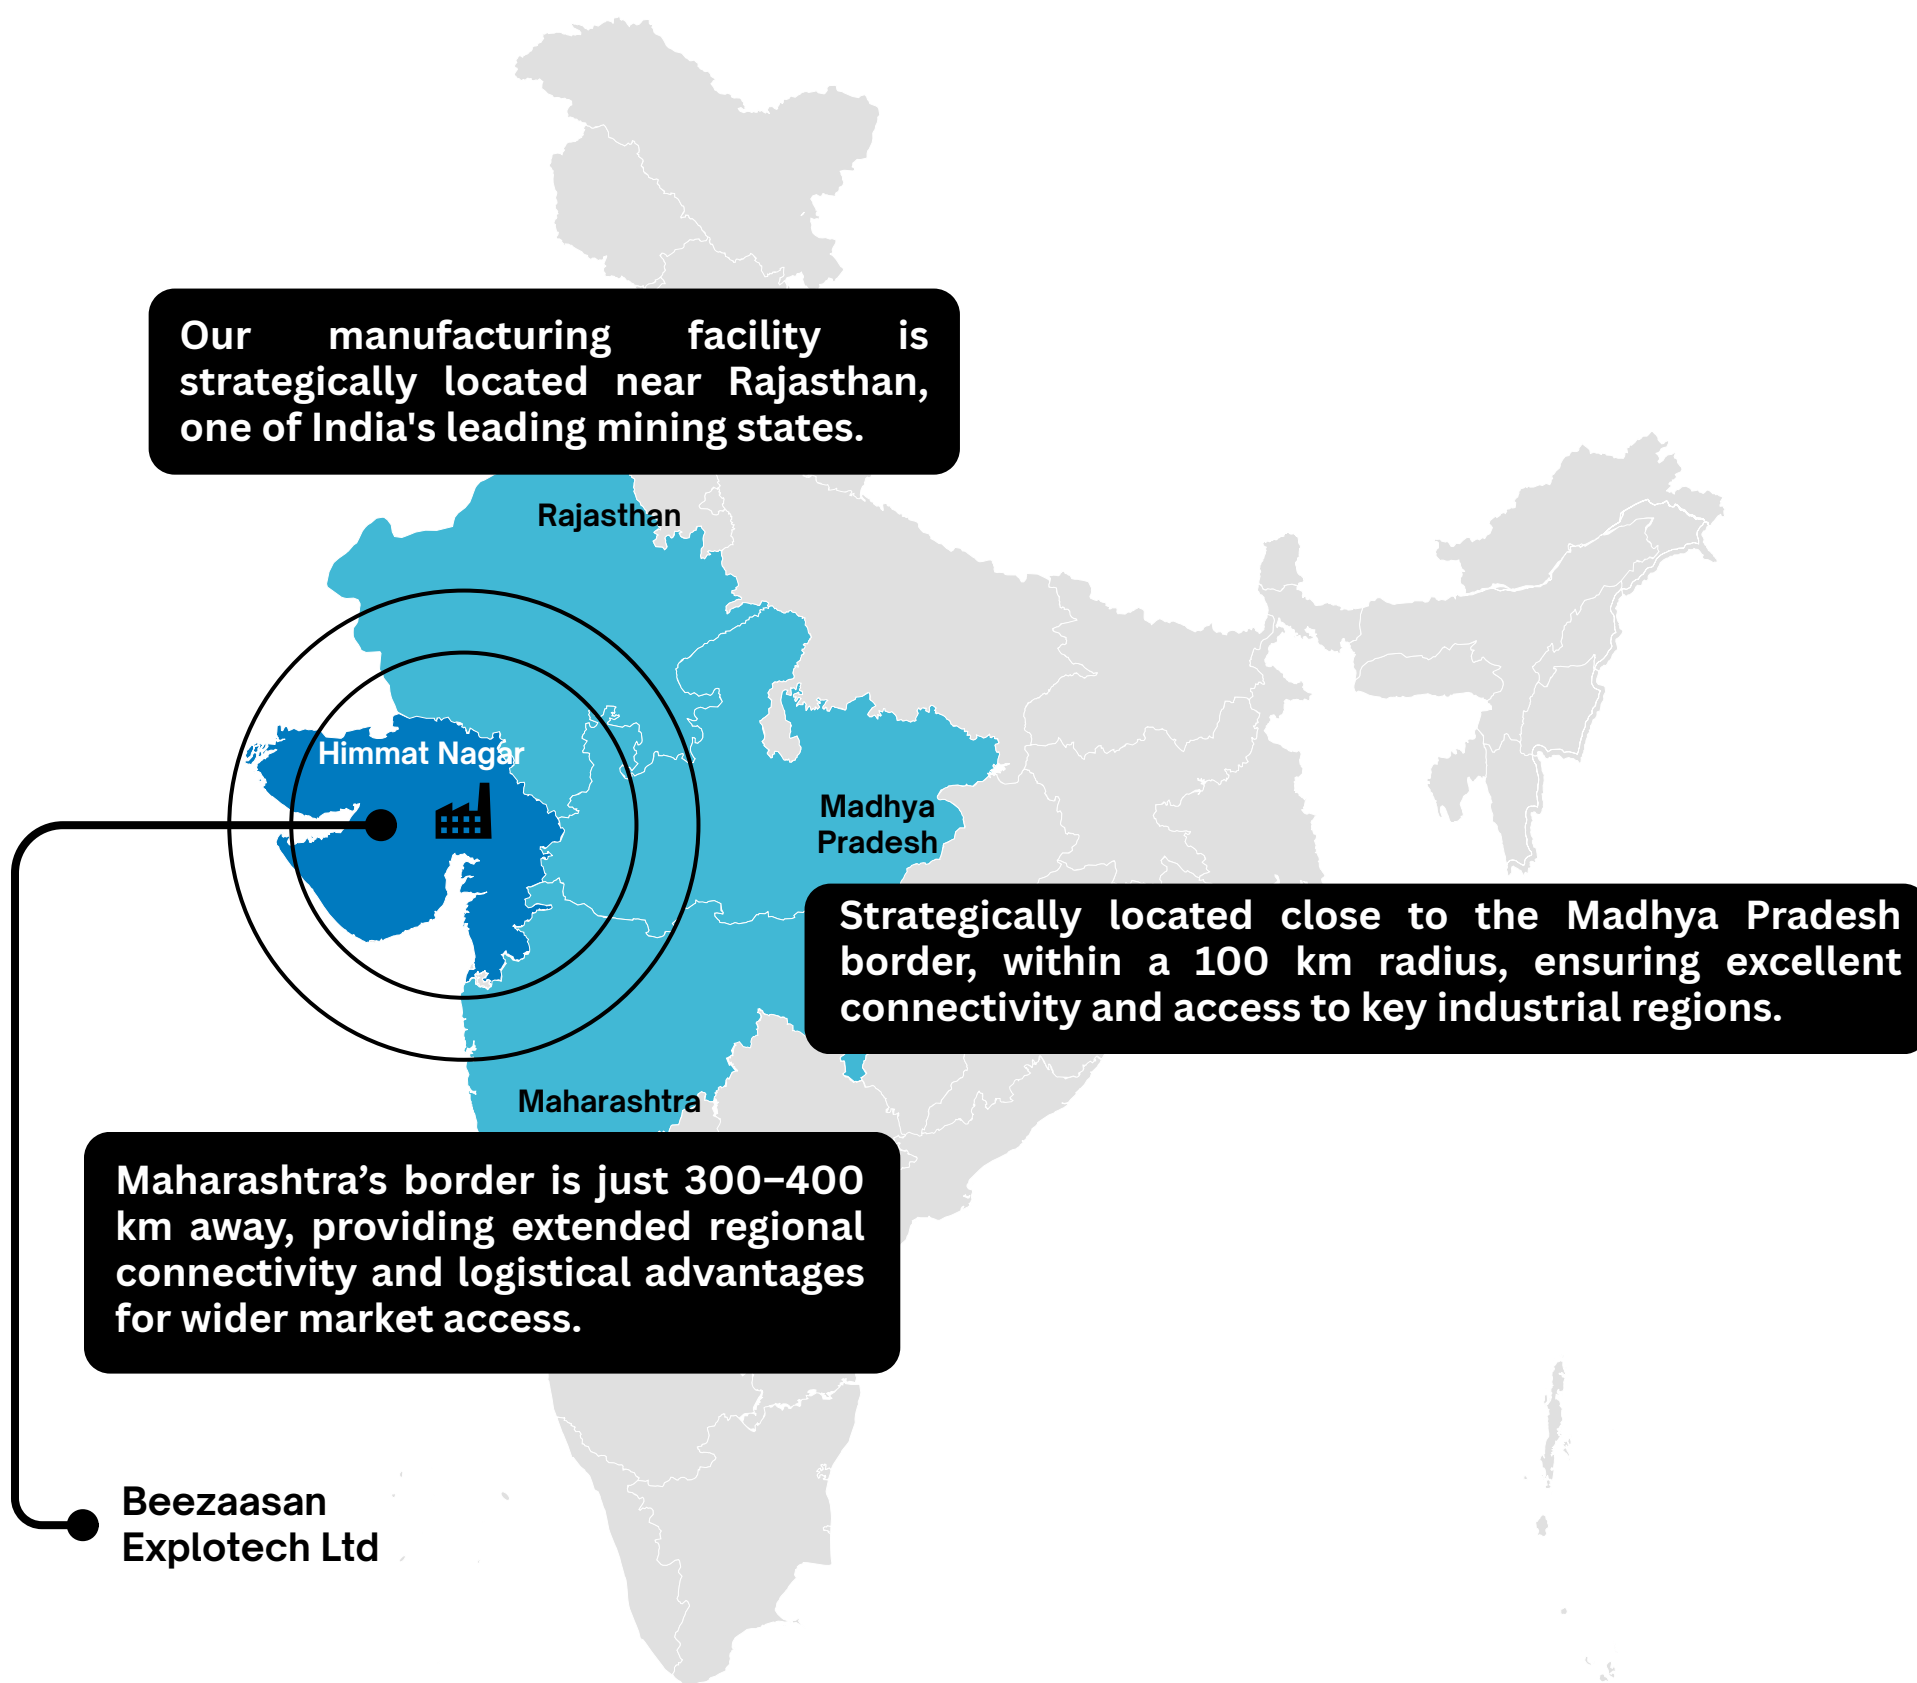 Our manufacturing facility is
strategically located near Rajasthan,
one of India's leading mining states.
Rajasthan
Himmat Nagar
Madhya
Pradesh
Strategically located close to the Madhya Pradesh
border, within a 100 km radius, ensuring excellent
connectivity and access to key industrial regions.
Maharashtra
Maharashtra’s border is just 300–400
km away, providing extended regional
connectivity and logistical advantages
for wider market access.
Beezaasan
Explotech Ltd